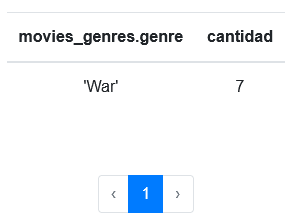 movies_genres.genre cantidad
'War' 7
‹ 1 ›